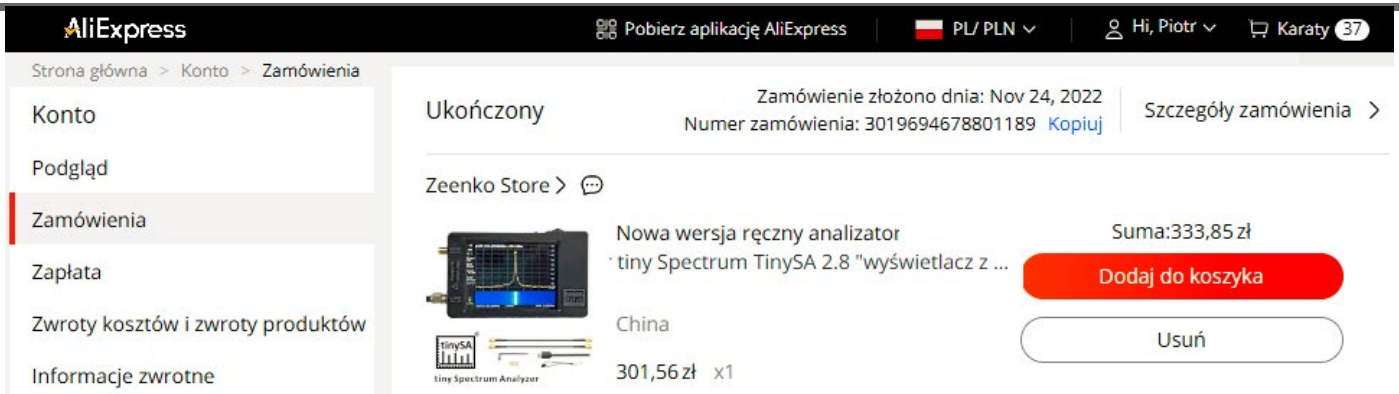 AliExpress
Pobierz aplikację AliExpress
PL/ PLN
Hi, Piotr
Karaty 37
Strona główna > Konto > Zamówienia
Konto
Podgląd
Zamówienia
Zapłata
Zwroty kosztów i zwroty produktów
Informacje zwrotne
Ukończony
Zamówienie złożono dnia: Nov 24, 2022
Numer zamówienia: 3019694678801189 Kopiuj
Szczegóły zamówienia >
Zeenko Store >
tinySA
tiny Spectrum Analyzer
Nowa wersja ręczny analizator
tiny Spectrum TinySA 2.8 "wyświetlacz z ...
China
301,56 zł x1
Suma:333,85 zł
Dodaj do koszyka
Usuń